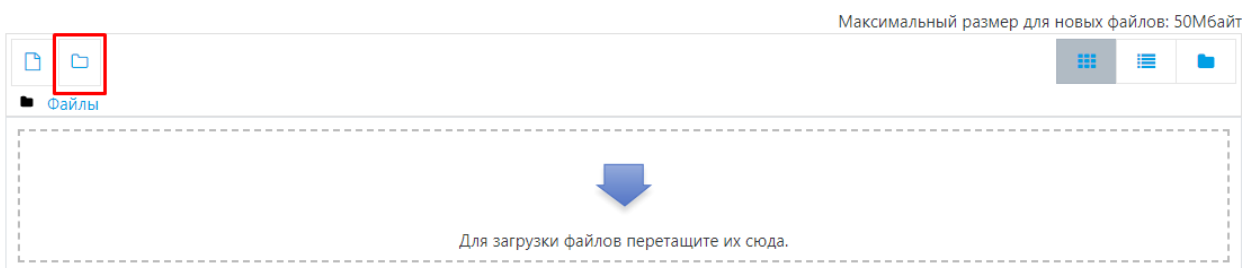 Максимальный размер для новых файлов: 50Мбайт
Файлы
Для загрузки файлов перетащите их сюда.